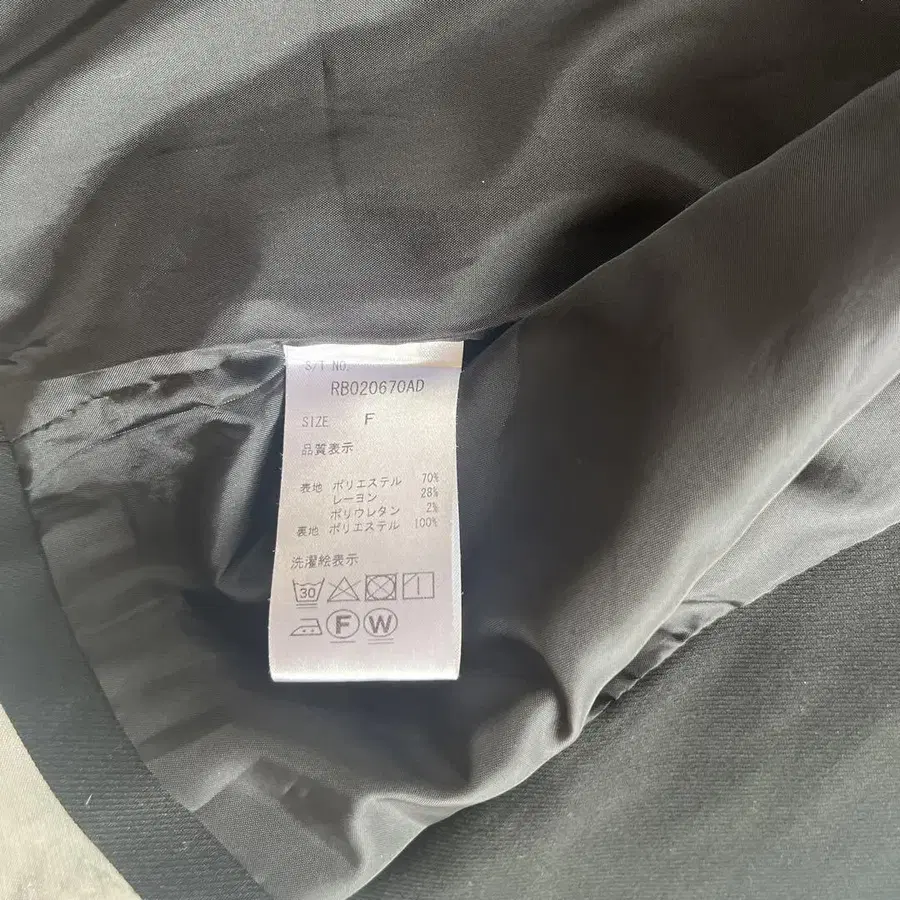 S/T NO.
RB020670AD
SIZE F
品質表示
表地 ポリエステル 70%
レーヨン 28%
ポリウレタン 2%
裏地 ポリエステル 100%
洗濯絵表示
30
F W